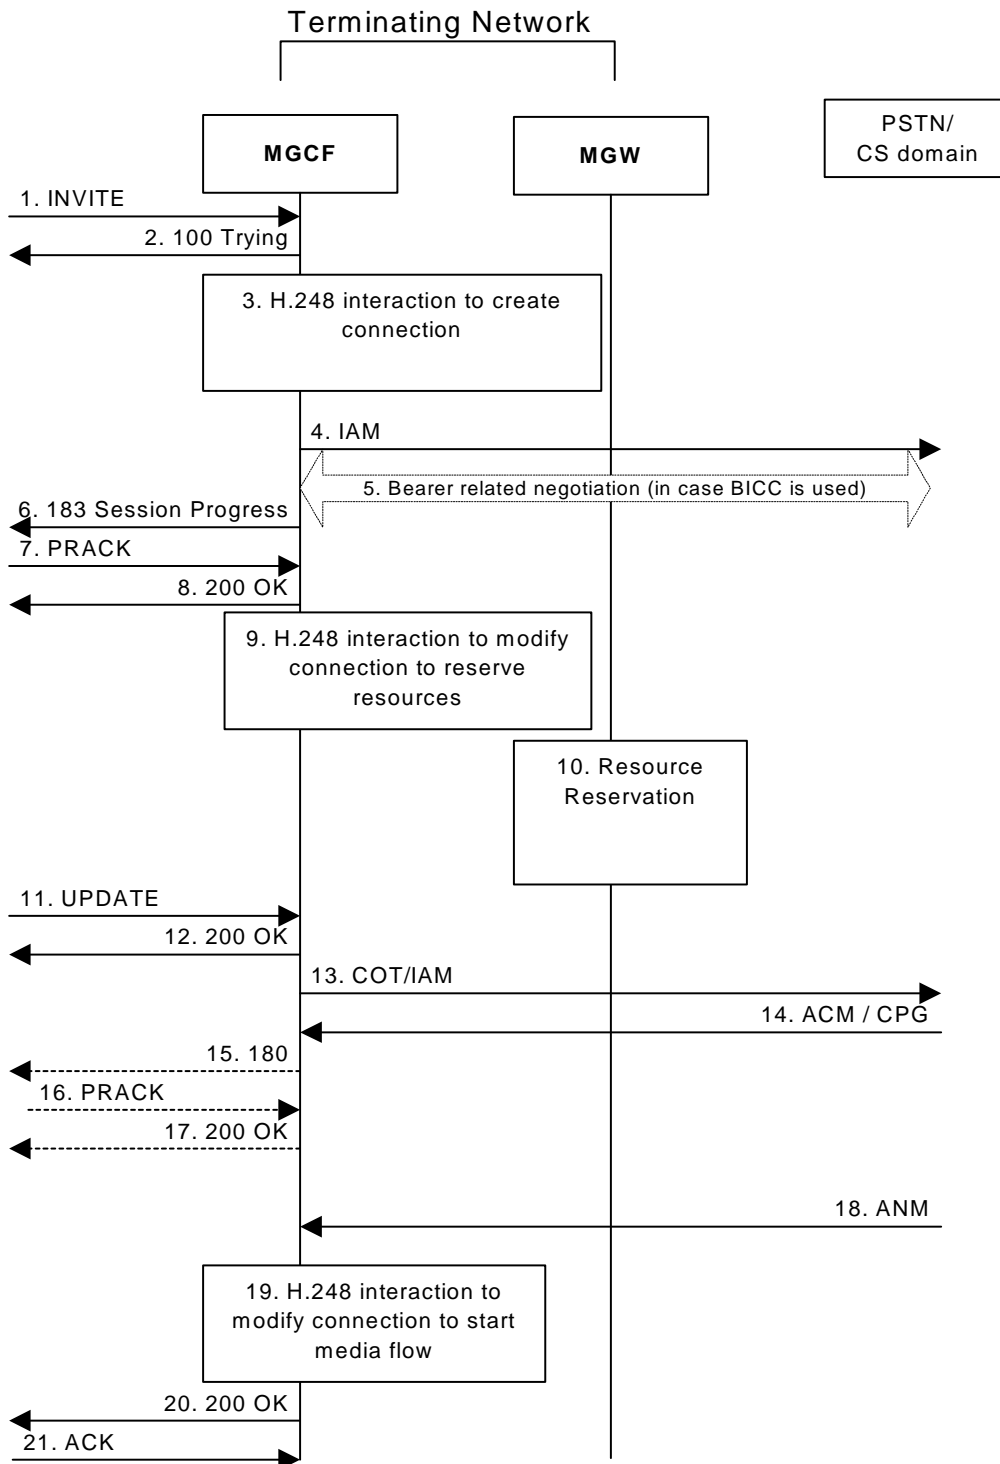 Terminating Network
MGCF
MGW
PSTN/
CS domain
1. INVITE
2. 100 Trying
3. H.248 interaction to create
connection
4. IAM
5. Bearer related negotiation (in case BICC is used)
6. 183 Session Progress
7. PRACK
8. 200 OK
9. H.248 interaction to modify
connection to reserve
resources
10. Resource
Reservation
11. UPDATE
12. 200 OK
13. COT/IAM
14. ACM / CPG
15. 180
16. PRACK
17. 200 OK
18. ANM
19. H.248 interaction to
modify connection to start
media flow
20. 200 OK
21. ACK